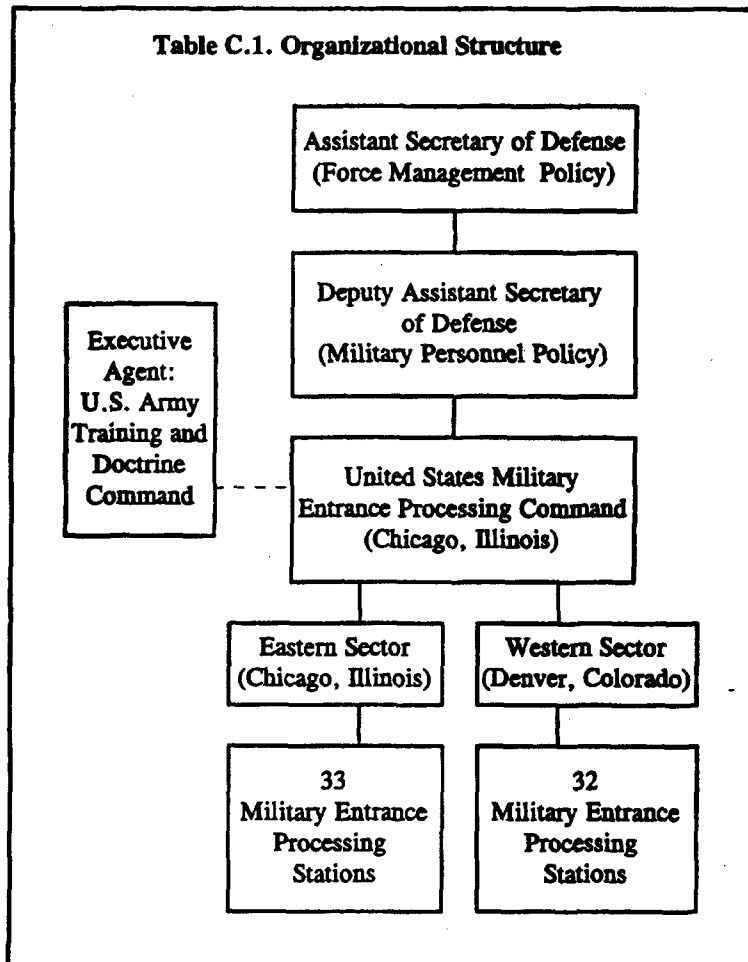 Table C.1. Organizational Structure
Assistant Secretary of Defense
(Force Management Policy)
Deputy Assistant Secretary
of Defense
(Military Personnel Policy)
Executive
Agent:
U.S. Army
Training and
Doctrine
Command
United States Military
Entrance Processing Command
(Chicago, Illinois)
Eastern Sector
(Chicago, Illinois)
Western Sector
(Denver, Colorado)
33
Military Entrance
Processing
Stations
32
Military Entrance
Processing
Stations